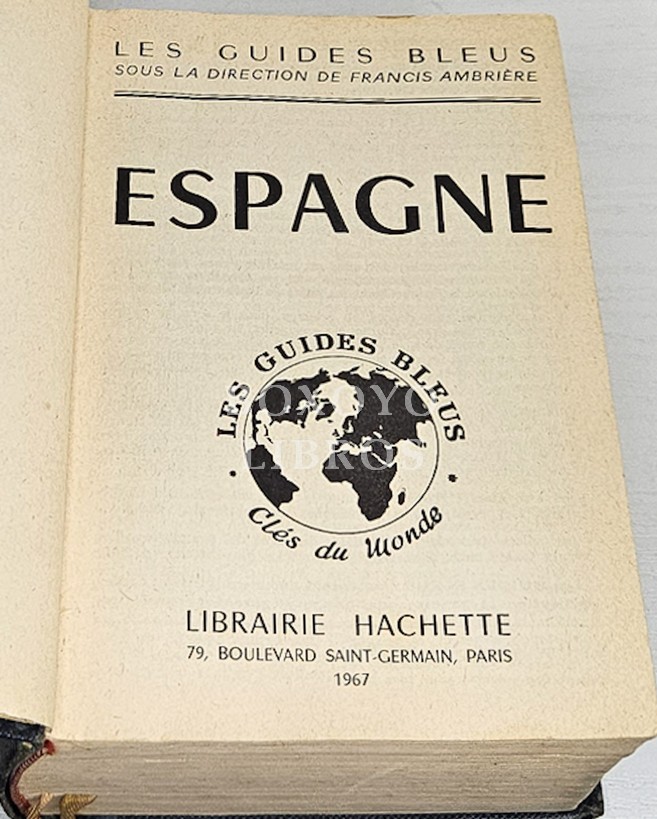 LES GUIDES BLEUS
SOUS LA DIRECTION DE FRANCIS AMBRIÈRE
ESPAGNE
LES GUIDES BLEUS
Clés du Monde
LIBRAIRIE HACHETTE
79, BOULEVARD SAINT-GERMAIN, PARIS
1967